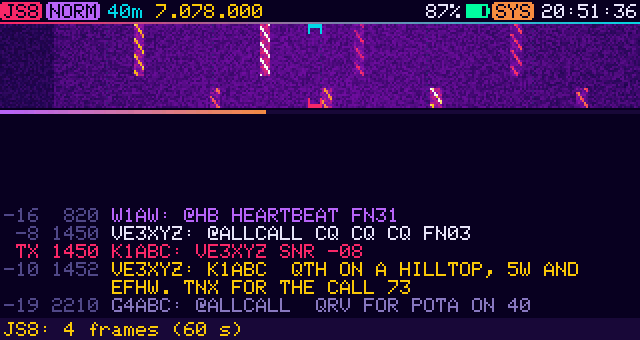 JS8 NORM 40m 7.078.000 87% SYS 20:51:36
-16 820 W1AW: @HB HEARTBEAT FN31
-8 1450 VE3XYZ: @ALLCALL CQ CQ CQ FN03
TX 1450 K1ABC: VE3XYZ SNR -08
-10 1452 VE3XYZ: K1ABC QTH ON A HILLTOP, 5W AND
EFHW. TNX FOR THE CALL 73
-19 2210 G4ABC: @ALLCALL QRV FOR POTA ON 40
JS8: 4 frames (60 s)